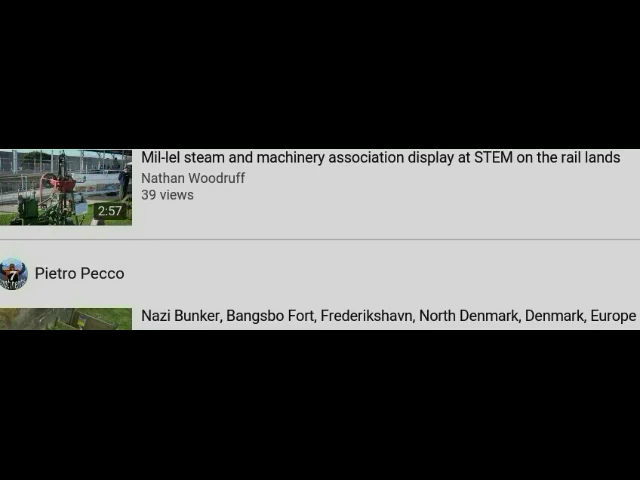 Mil-lel steam and machinery association display at STEM on the rail lands
Nathan Woodruff
39 views
2:57
Pietro Pecco
Nazi Bunker, Bangsbo Fort, Frederikshavn, North Denmark, Denmark, Europe